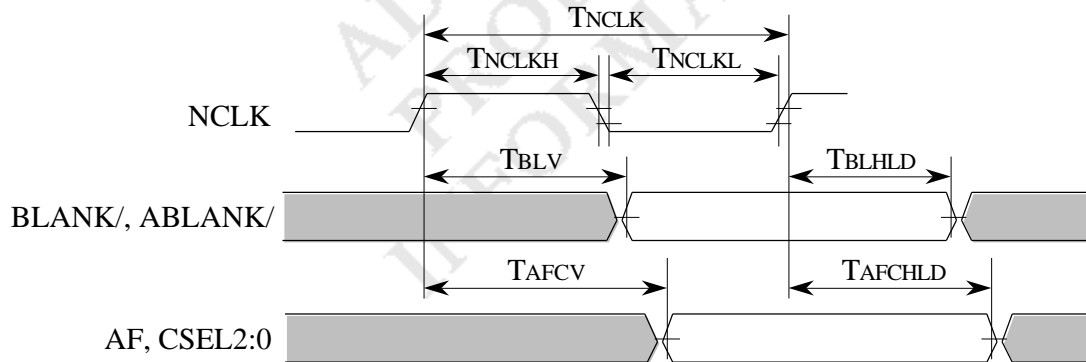 TNCLK
TNCLKH TNCLKL
NCLK
TBLV TBLHLD
BLANK/, ABLANK/
TAFCV TAFCHLD
AF, CSEL2:0